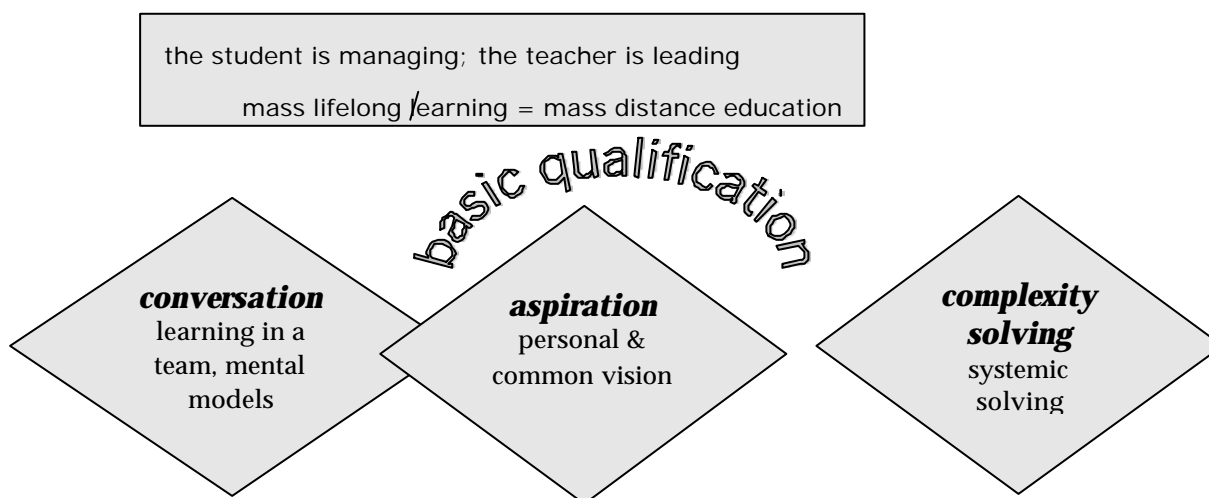 the student is managing; the teacher is leading
mass lifelong learning = mass distance education
basic qualification
conversation
learning in a
team, mental
models
aspiration
personal &
common vision
complexity
solving
systemic
solving